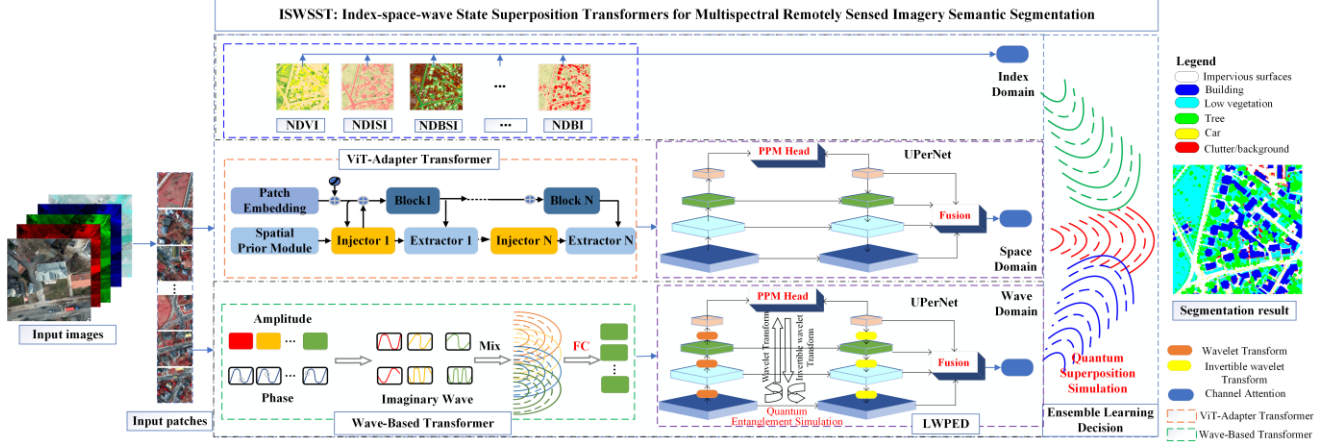 ISWSST: Index-space-wave State Superposition Transformers for Multispectral Remotely Sensed Imagery Semantic Segmentation
NDVI
NDISI
NDBSI
...
NDBI
Index
Domain
ViT-Adapter Transformer
Patch
Embedding
Block1
Block N
Spatial
Prior Module
Injector 1
Extractor 1
Injector N
Extractor N
PPM Head
UPerNet
Fusion
Space
Domain
Input images
Input patches
Amplitude
...
Phase
...
Imaginary Wave
...
Mix
FC
Wave-Based Transformer
PPM Head
UPerNet
Wave
Domain
Wavelet Transform
Invertible wavelet
Transform
Fusion
Quantum
Entanglement Simulation
LWPED
Quantum
Superposition
Simulation
Ensemble Learning
Decision
Legend
Impervious surfaces
Building
Low vegetation
Tree
Car
Clutter/background
Segmentation result
Wavelet Transform
Invertible wavelet
Transform
Channel Attention
ViT-Adapter Transformer
Wave-Based Transformer